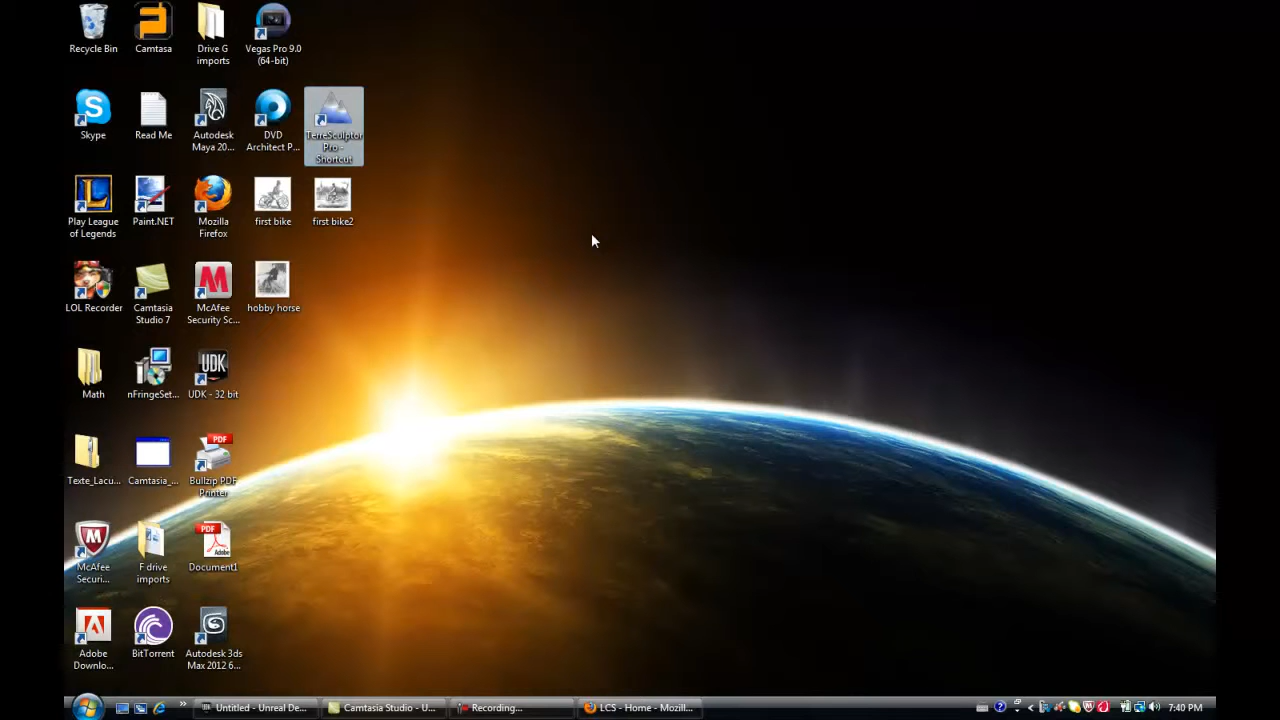 Recycle Bin
Camtasa
Drive G
imports
Vegas Pro 9.0
(64-bit)
Skype
Read Me
Autodesk
Maya 20...
DVD
Architect P...
TerreSculptor
Pro -
Shortcut
Play League
of Legends
Paint.NET
Mozilla
Firefox
first bike
first bike2
LOL Recorder
Camtasia
Studio 7
McAfee
Security Sc...
hobby horse
Math
nFringeSet...
UDK
UDK - 32 bit
Texte_Lacu...
Camtasia_...
PDF
Bullzip PDF
Printer
McAfee
Securi...
F drive
imports
PDF
Adobe
Document1
Adobe
Downlo...
BitTorrent
Autodesk 3ds
Max 2012 6...
Untitled - Unreal De...
Camtasia Studio - U...
Recording...
LCS - Home - Mozill...
7:40 PM